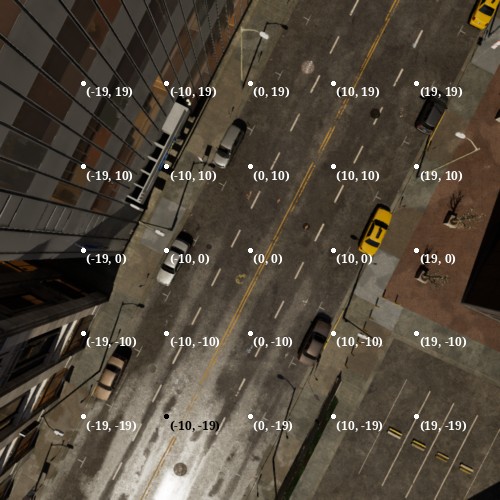 (-19, 19) (-10, 19) (0, 19) (10, 19) (19, 19)
(-19, 10) (-10, 10) (0, 10) (10, 10) (19, 10)
(-19, 0) (-10, 0) (0, 0) (10, 0) (19, 0)
(-19, -10) (-10, -10) (0, -10) (10, -10) (19, -10)
(-19, -19) (-10, -19) (0, -19) (10, -19) (19, -19)